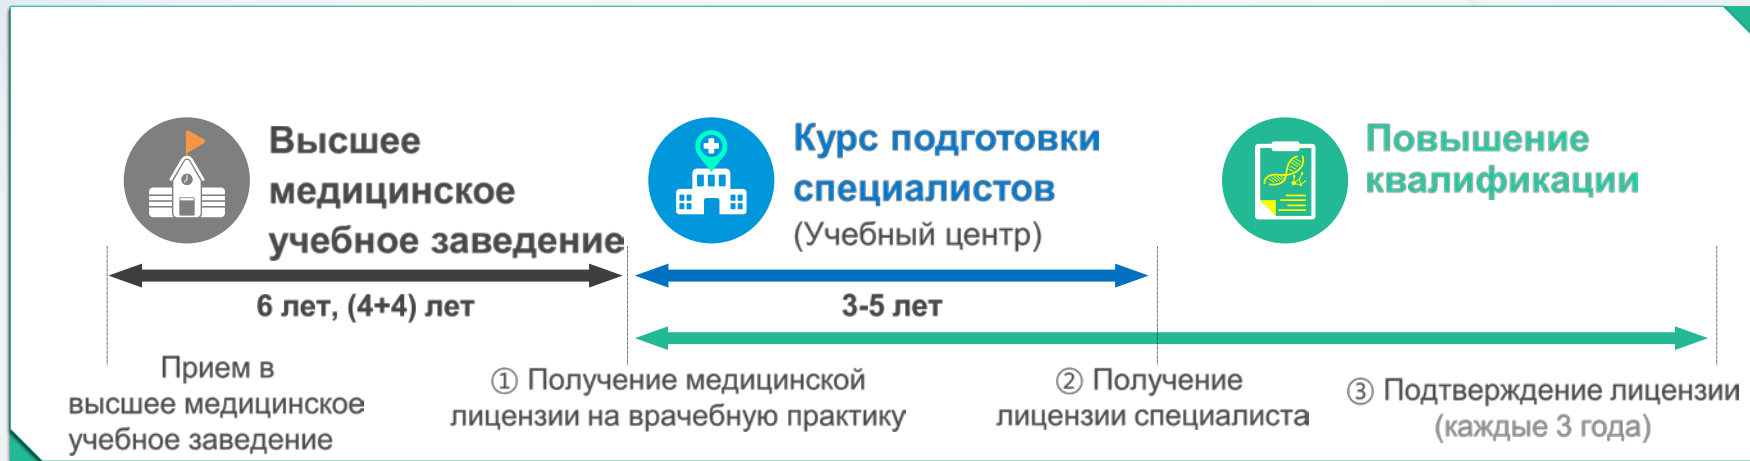 Высшее
медицинское
учебное заведение
Курс подготовки
специалистов
(Учебный центр)
Повышение
квалификации
6 лет, (4+4) лет
3-5 лет
Прием в
высшее медицинское
учебное заведение
① Получение медицинской
лицензии на врачебную практику
② Получение
лицензии специалиста
③ Подтверждение лицензии
(каждые 3 года)